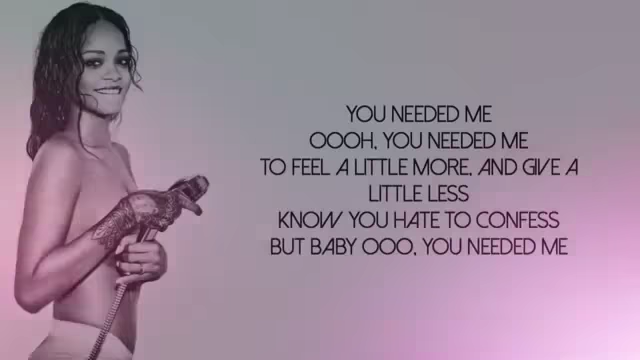 YOU NEEDED ME
OOOH, YOU NEEDED ME
TO FEEL A LITTLE MORE, AND GIVE A
LITTLE LESS
KNOW YOU HATE TO CONFESS
BUT BABY OOO, YOU NEEDED ME